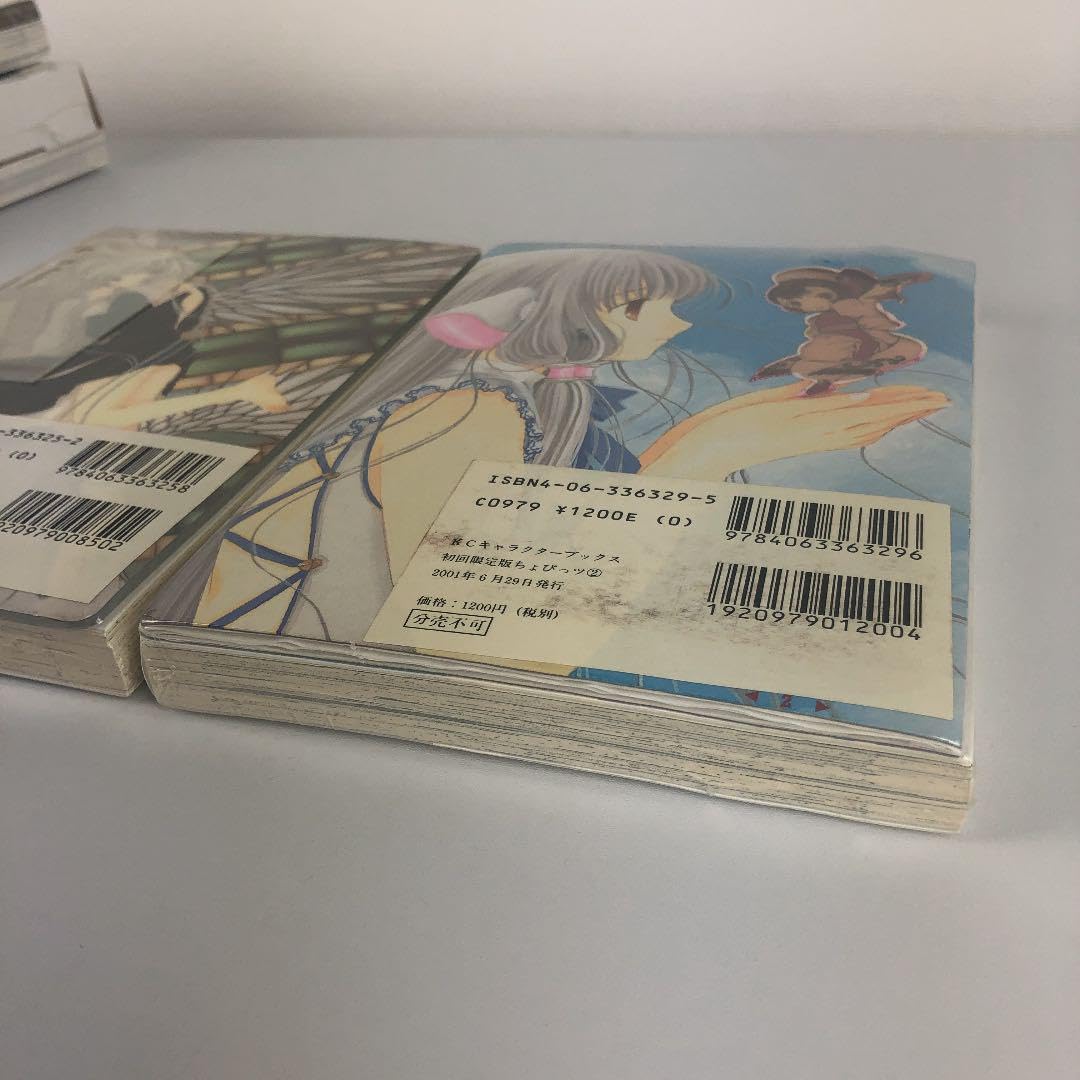 -336325-2
(0)
9784063363258
20979008502
ISBN4-06-336329-5
C0979 ¥1200E (0)
9784063363296
KCキャラクターブックス
初回限定版ちょびっツ②
2001年6月29日発行
1920979012004
価格：1200円（税別）
分売不可
2